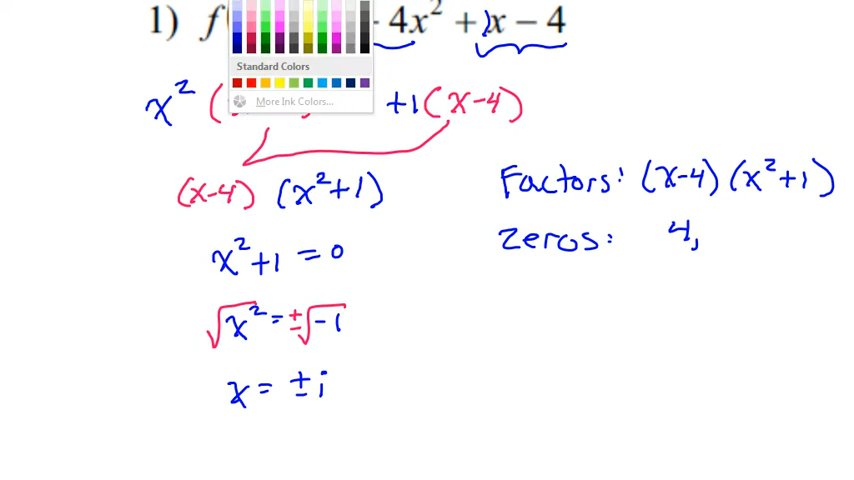 1) f - 4x² + x - 4
Standard Colors
More Ink Colors...
x² ( ) +1 (x-4)
(x-4) (x²+1)
Factors: (x-4) (x²+1)
x²+1 = 0
Zeros: 4,
√x² = ±√-1
x = ±i